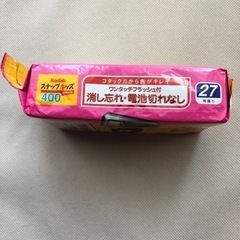 Kodak
スナップキッズ
400
コダックだから色がキレイ
ワンタッチフラッシュ付
消し忘れ・電池切れなし
27
枚撮り